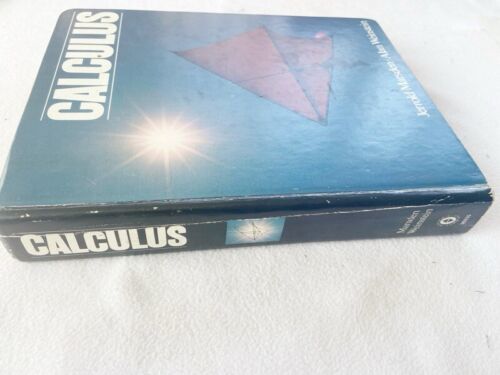 CALCULUS
Jerrold Marsden Alan Weinstein
CALCULUS
Marsden
Weinstein